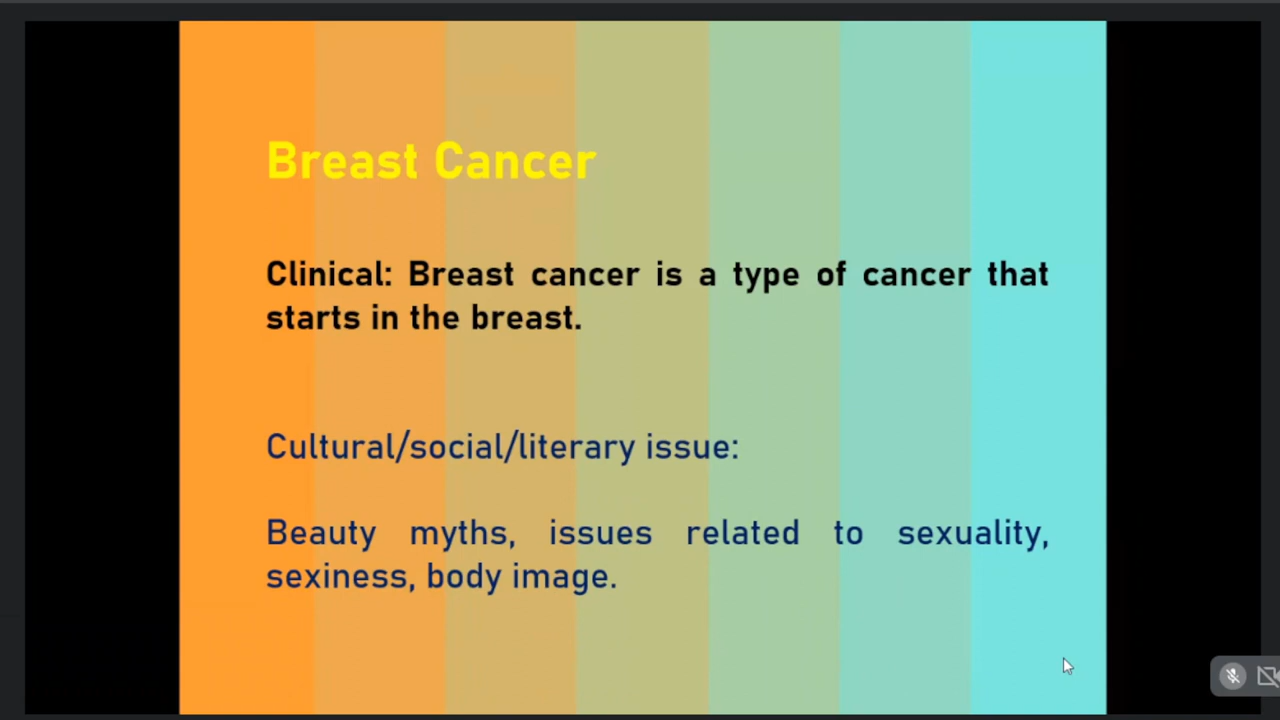 Breast Cancer
Clinical: Breast cancer is a type of cancer that
starts in the breast.
Cultural/social/literary issue:
Beauty myths, issues related to sexuality,
sexiness, body image.